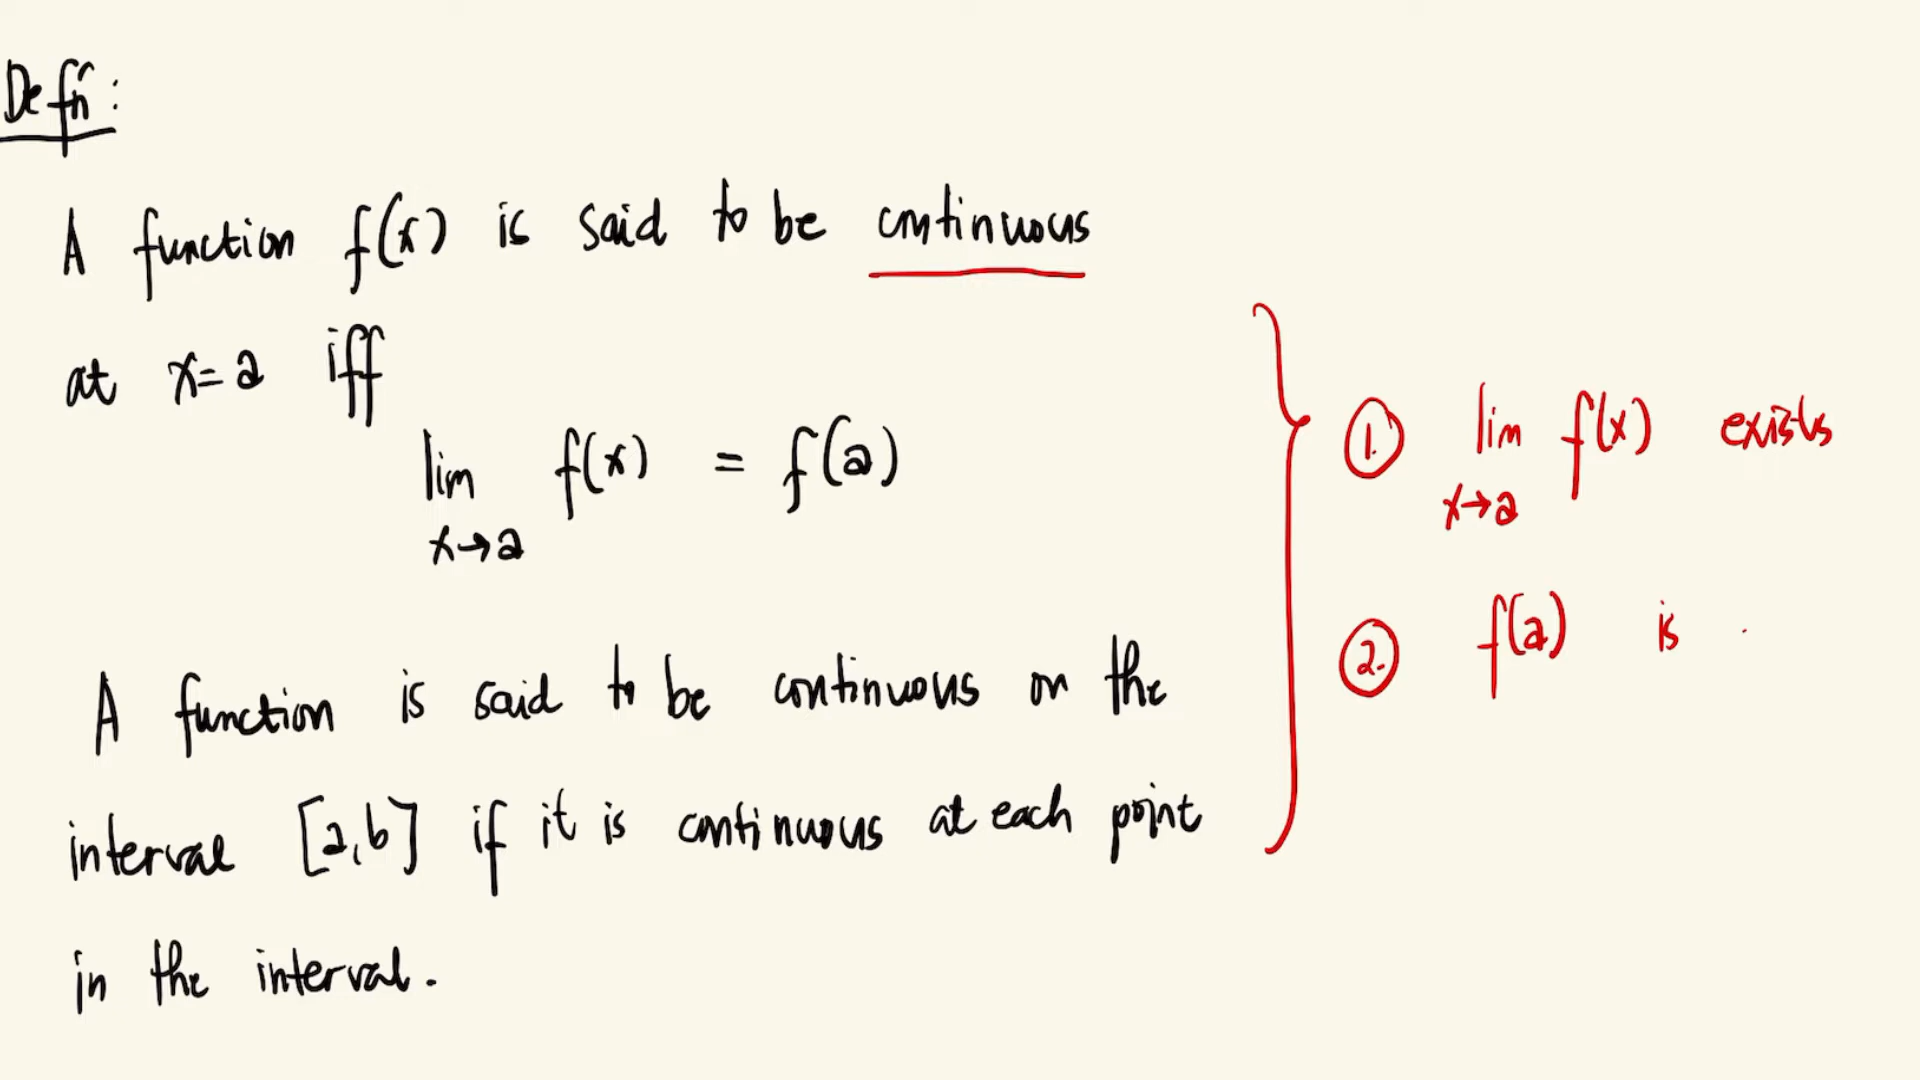 Defn:
A function f(x) is said to be continuous
at x=a iff
lim f(x) = f(a)
x→a
A function is said to be continuous on the
interval [a,b] if it is continuous at each point
in the interval.
1. lim f(x) exists
x→a
2. f(a) is